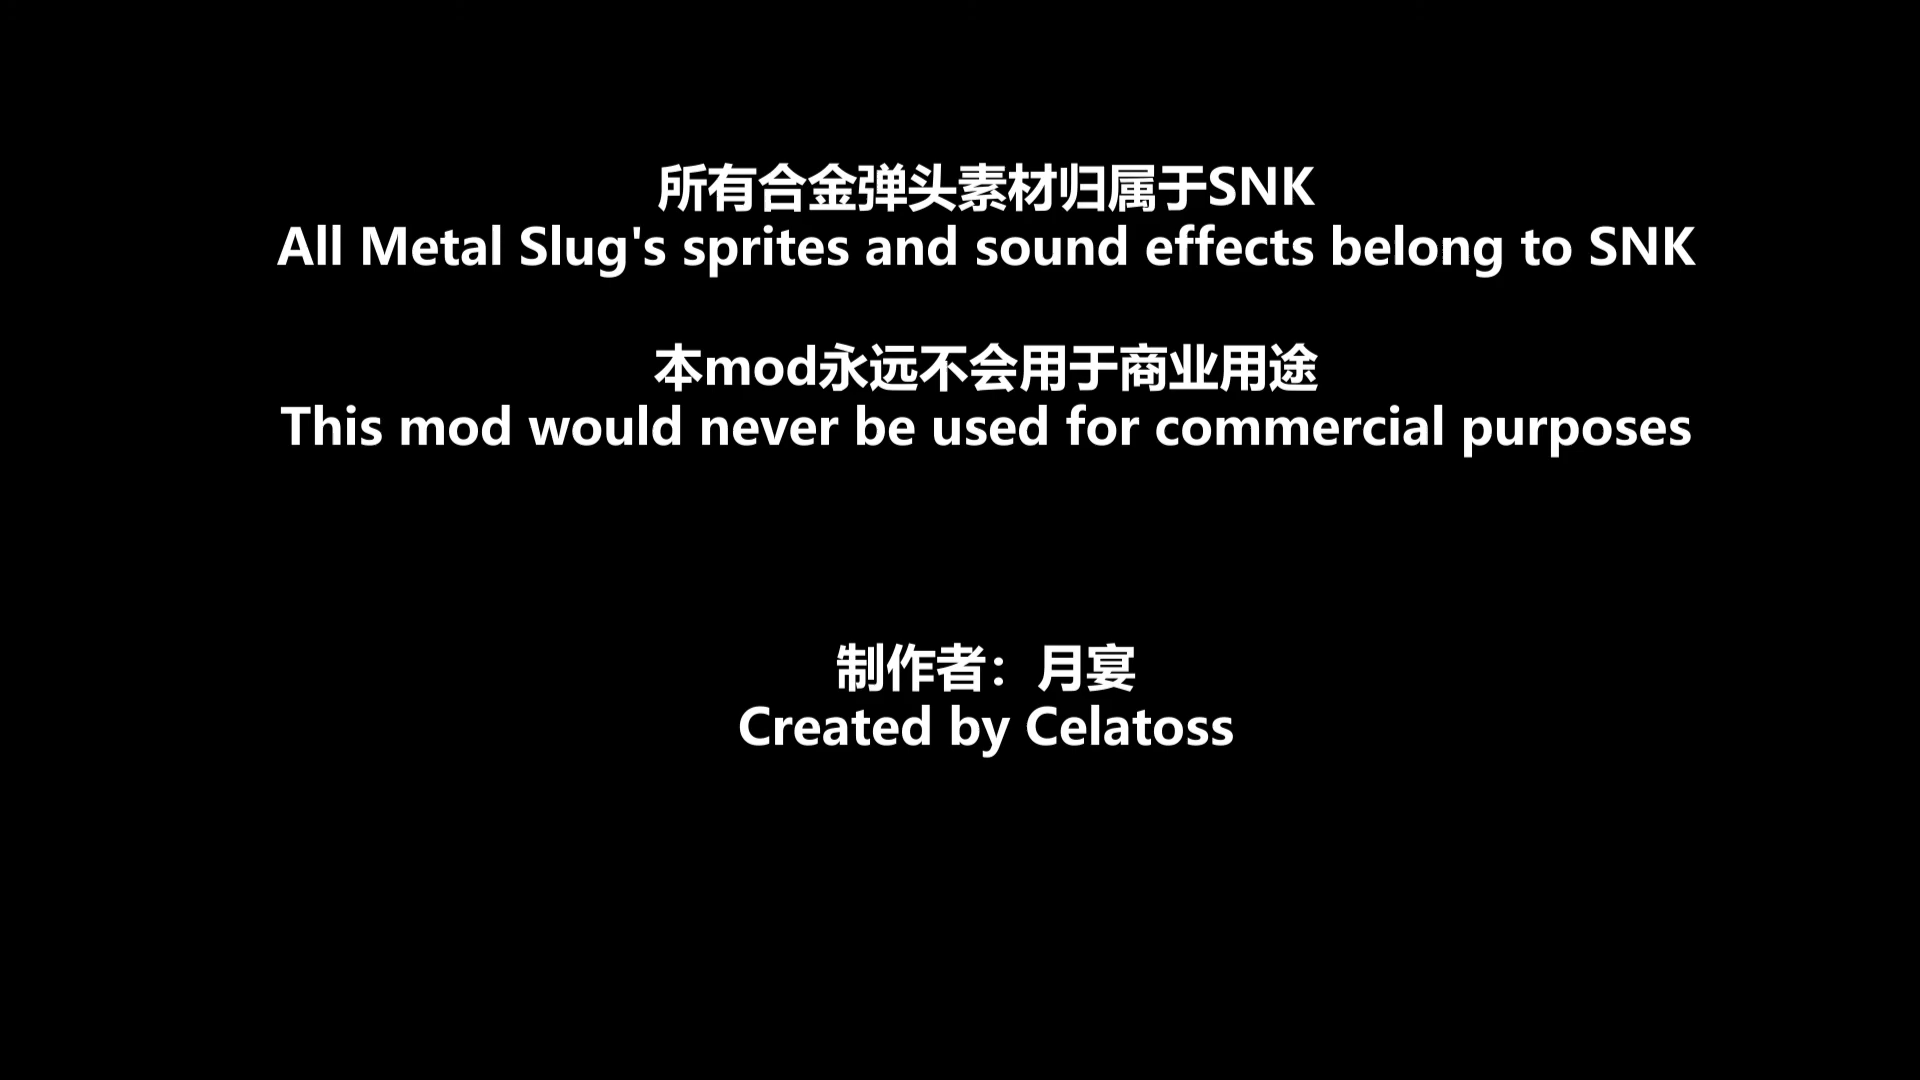 所有合金弹头素材归属于SNK
All Metal Slug's sprites and sound effects belong to SNK
本mod永远不会用于商业用途
This mod would never be used for commercial purposes
制作者：月宴
Created by Celatoss